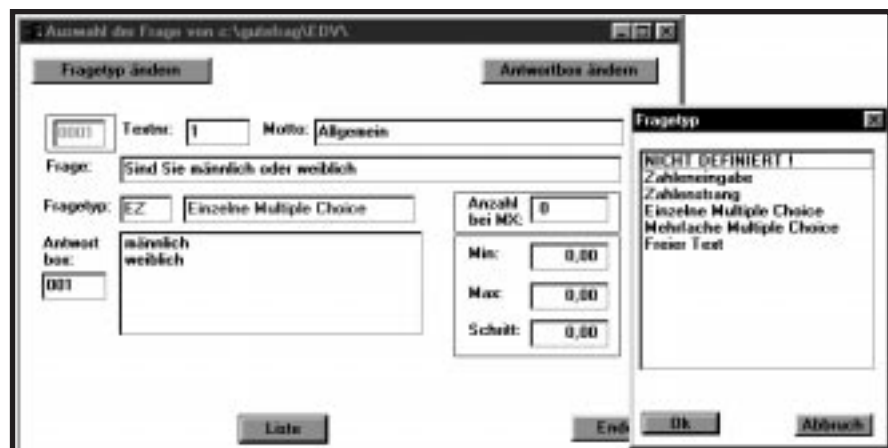 Auswahl der Frage von c:\gutefrag\EDV\
Fragetyp ändern
Antwortbox ändern
0001 Textnr: 1 Motto: Allgemein
Frage: Sind Sie männlich oder weiblich
Fragetyp: EZ Einzelne Multiple Choice
Anzahl bei MX: 0
Antwort box:
001
männlich
weiblich
Min: 0,00
Max: 0,00
Schritt: 0,00
Liste
Ende
Fragetyp
NICHT DEFINIERT !
Zahleneingabe
Zahlenstrang
Einzelne Multiple Choice
Mehrfache Multiple Choice
Freier Text
Ok
Abbruch